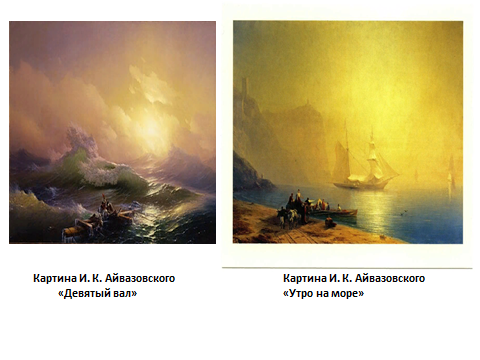 Картина И. К. Айвазовского
«Девятый вал»
Картина И. К. Айвазовского
«Утро на море»